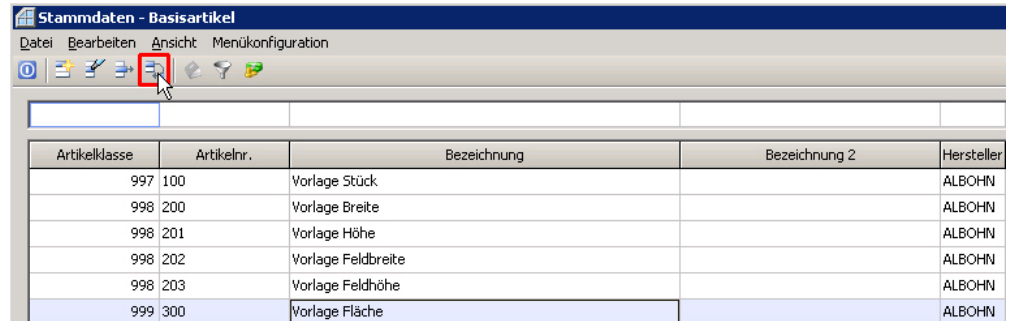 Stammdaten - Basisartikel
Datei Bearbeiten Ansicht Menükonfiguration
Artikelklasse Artikelnr. Bezeichnung Bezeichnung 2 Hersteller
997 100 Vorlage Stück ALBOHN
998 200 Vorlage Breite ALBOHN
998 201 Vorlage Höhe ALBOHN
998 202 Vorlage Feldbreite ALBOHN
998 203 Vorlage Feldhöhe ALBOHN
999 300 Vorlage Fläche ALBOHN